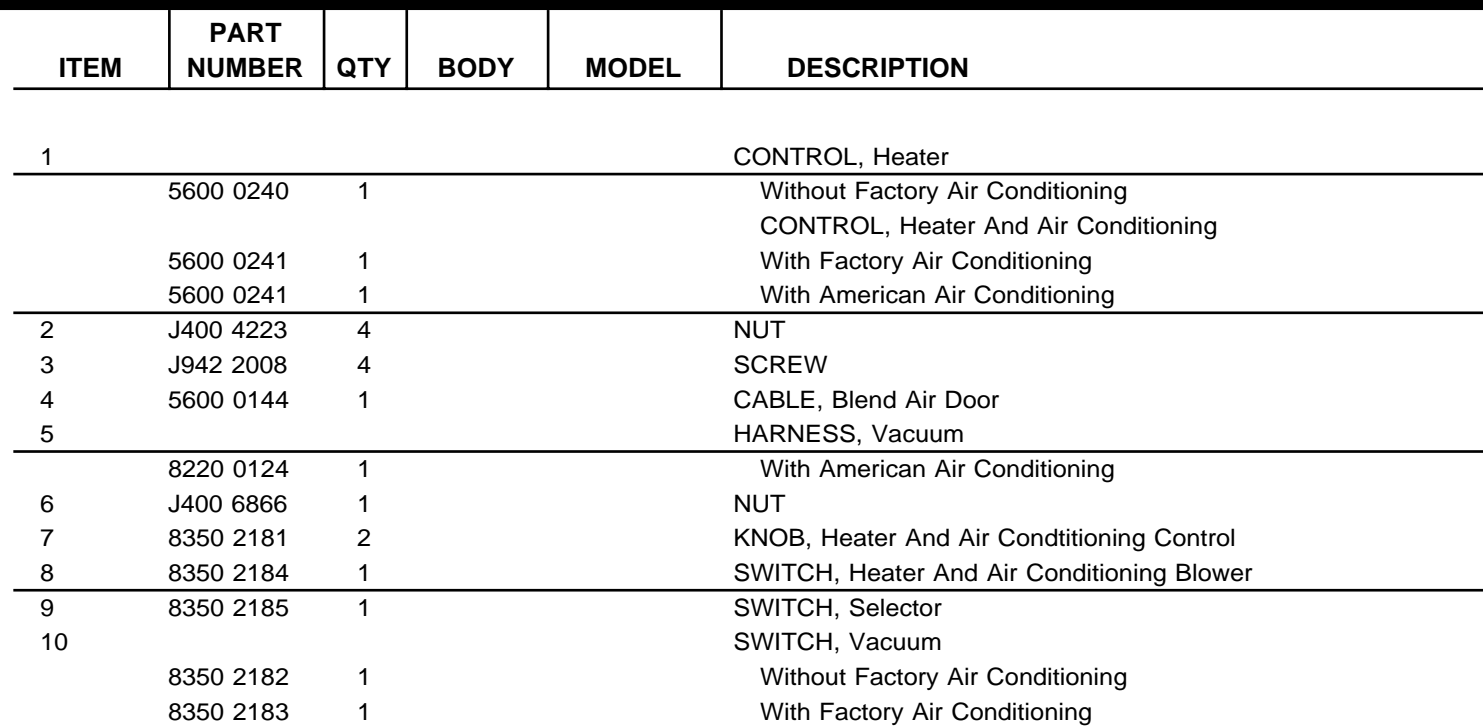 PART
ITEM NUMBER QTY BODY MODEL DESCRIPTION
1 CONTROL, Heater
5600 0240 1 Without Factory Air Conditioning
CONTROL, Heater And Air Conditioning
5600 0241 1 With Factory Air Conditioning
5600 0241 1 With American Air Conditioning
2 J400 4223 4 NUT
3 J942 2008 4 SCREW
4 5600 0144 1 CABLE, Blend Air Door
5 HARNESS, Vacuum
8220 0124 1 With American Air Conditioning
6 J400 6866 1 NUT
7 8350 2181 2 KNOB, Heater And Air Condtitioning Control
8 8350 2184 1 SWITCH, Heater And Air Conditioning Blower
9 8350 2185 1 SWITCH, Selector
10 SWITCH, Vacuum
8350 2182 1 Without Factory Air Conditioning
8350 2183 1 With Factory Air Conditioning